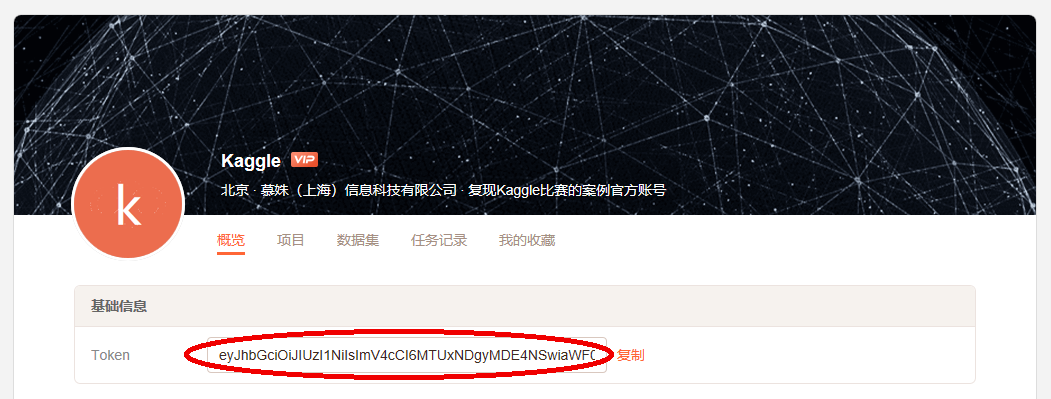 Kaggle VIP
北京 · 慕姝（上海）信息科技有限公司 · 复现Kaggle比赛的案例官方账号
k
概览 项目 数据集 任务记录 我的收藏
基础信息
Token eyJhbGciOiJIUzI1NiIsImV4cCI6MTUxNDgyMDE4NSwiaWF0 复制